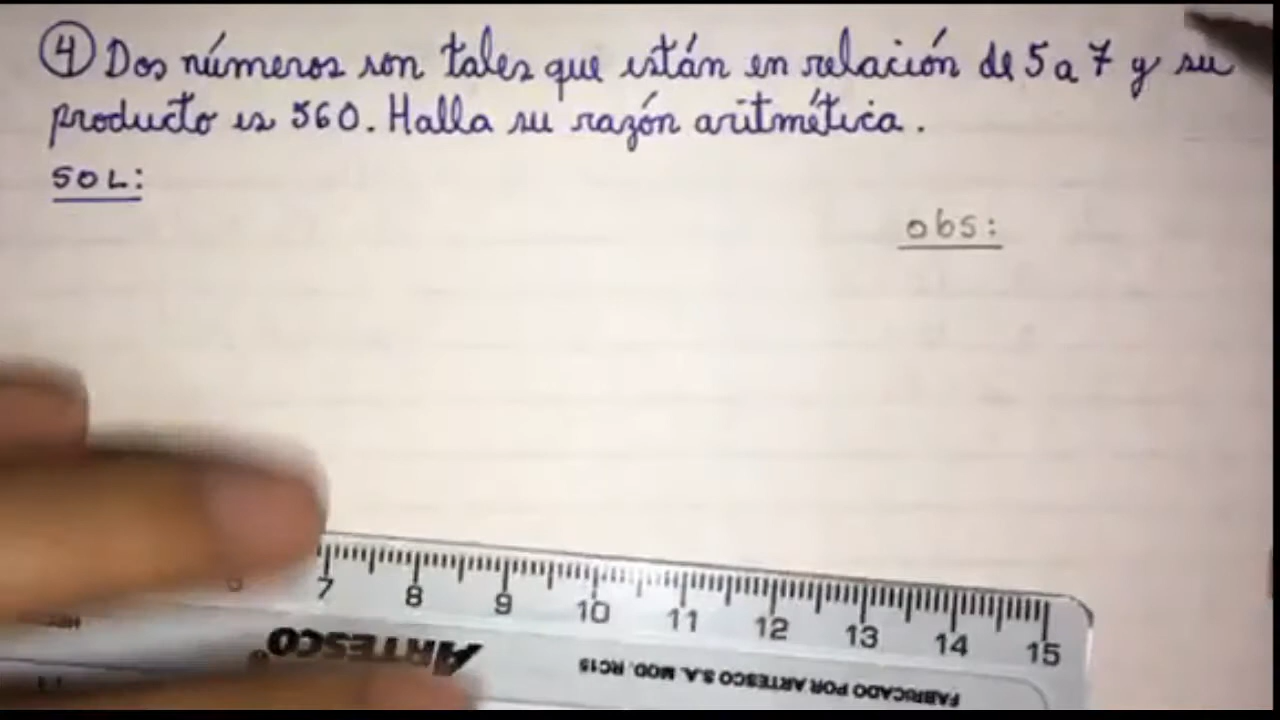 ④ Dos números son tales que están en relación de 5 a 7 y su
producto es 560. Halla su razón aritmética.
SOL:
obs:
7 8 9 10 11 12 13 14 15
ARTESCO
FABRICADO POR ARTESCO S.A. MOD. RC15